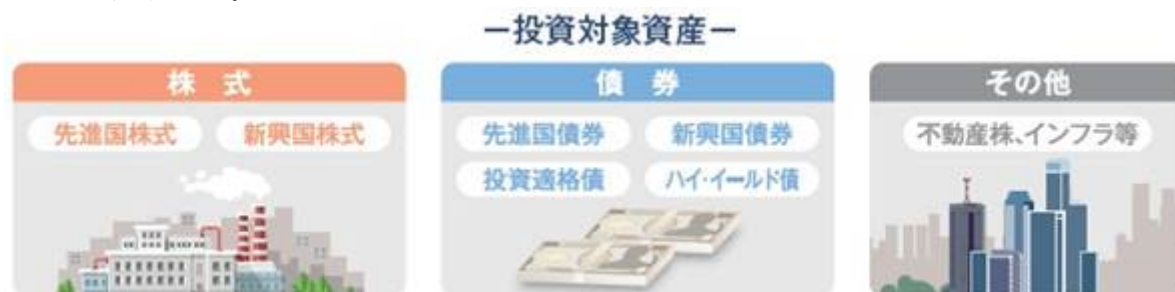 ー投資対象資産ー
株 式
先進国株式
新興国株式
債 券
先進国債券
新興国債券
投資適格債
ハイ・イールド債
その他
不動産株、インフラ等